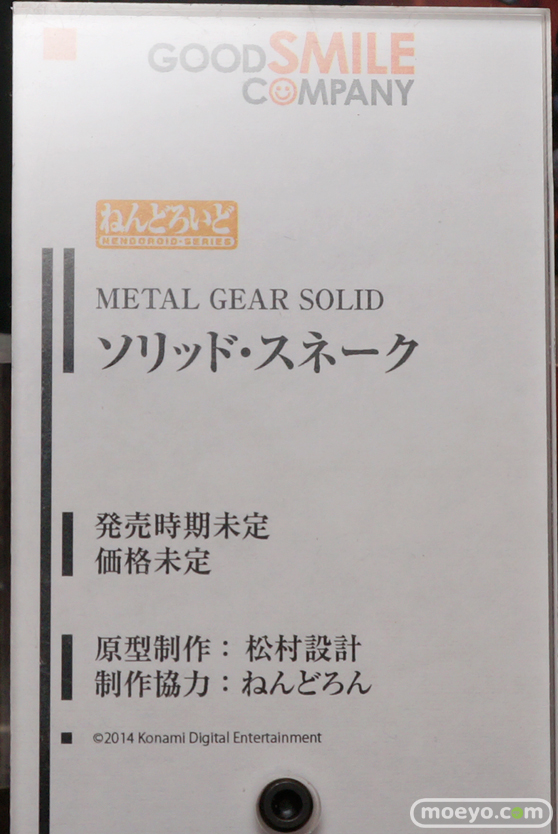 GOODSMILE
COMPANY
ねんどろいど
NENDOROID・SERIES
METAL GEAR SOLID
ソリッド・スネーク
発売時期未定
価格未定
原型制作：松村設計
制作協力：ねんどろん
©2014 Konami Digital Entertainment
moeyo.com